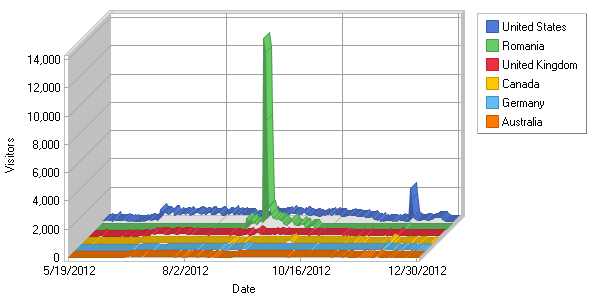 United States
Romania
United Kingdom
Canada
Germany
Australia
14,000
12,000
10,000
8,000
6,000
4,000
2,000
0
Visitors
5/19/2012
8/2/2012
10/16/2012
12/30/2012
Date